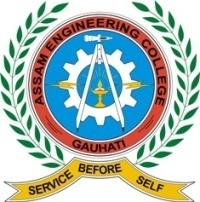 ASSAM ENGINEERING COLLEGE
GAUHATI
SERVICE BEFORE SELF